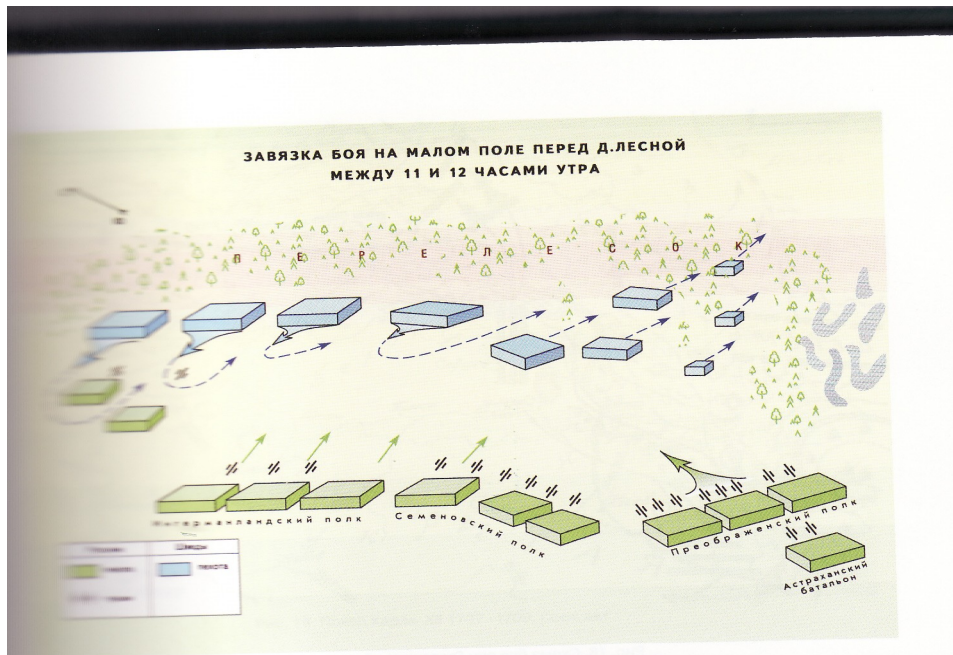 ЗАВЯЗКА БОЯ НА МАЛОМ ПОЛЕ ПЕРЕД Д.ЛЕСНОЙ
МЕЖДУ 11 И 12 ЧАСАМИ УТРА
ПЕРЕЛЕСОК
Ингерманландский полк
Семеновский полк
Преображенский полк
Астраханский
батальон
Шведы
пехота